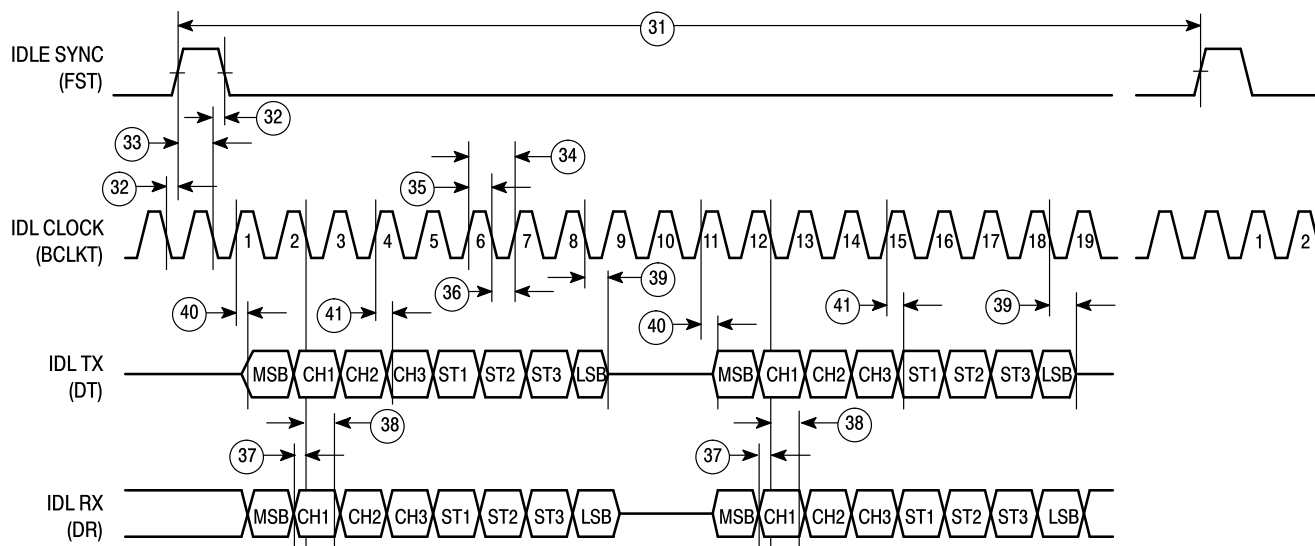 31
IDLE SYNC
(FST)
32
33
34
35
32
IDL CLOCK
(BCLKT)
1 2 3 4 5 6 7 8 9 10 11 12 13 14 15 16 17 18 19 1 2
36
39
40
41
40
41
39
IDL TX
(DT)
MSB CH1 CH2 CH3 ST1 ST2 ST3 LSB MSB CH1 CH2 CH3 ST1 ST2 ST3 LSB
38
38
37
37
IDL RX
(DR)
MSB CH1 CH2 CH3 ST1 ST2 ST3 LSB MSB CH1 CH2 CH3 ST1 ST2 ST3 LSB